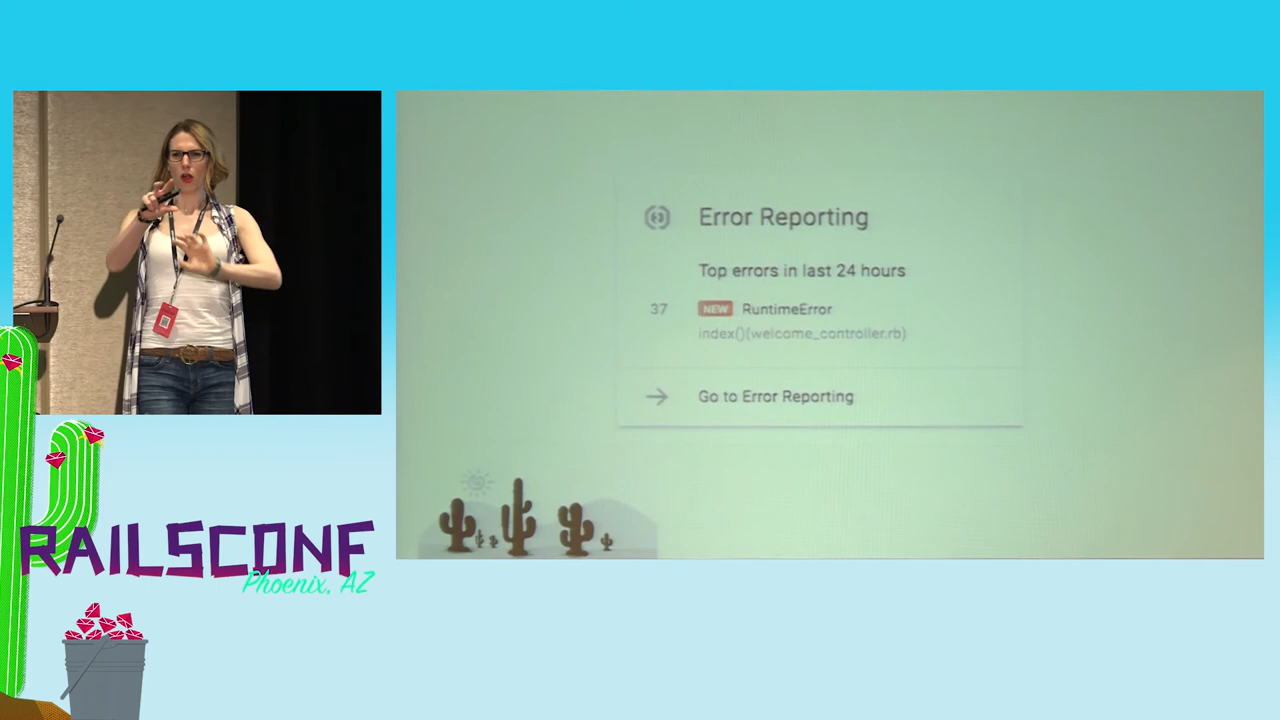 Error Reporting
Top errors in last 24 hours
37 NEW RuntimeError
index()(welcome_controller.rb)
Go to Error Reporting
RAILSCONF
Phoenix, AZ